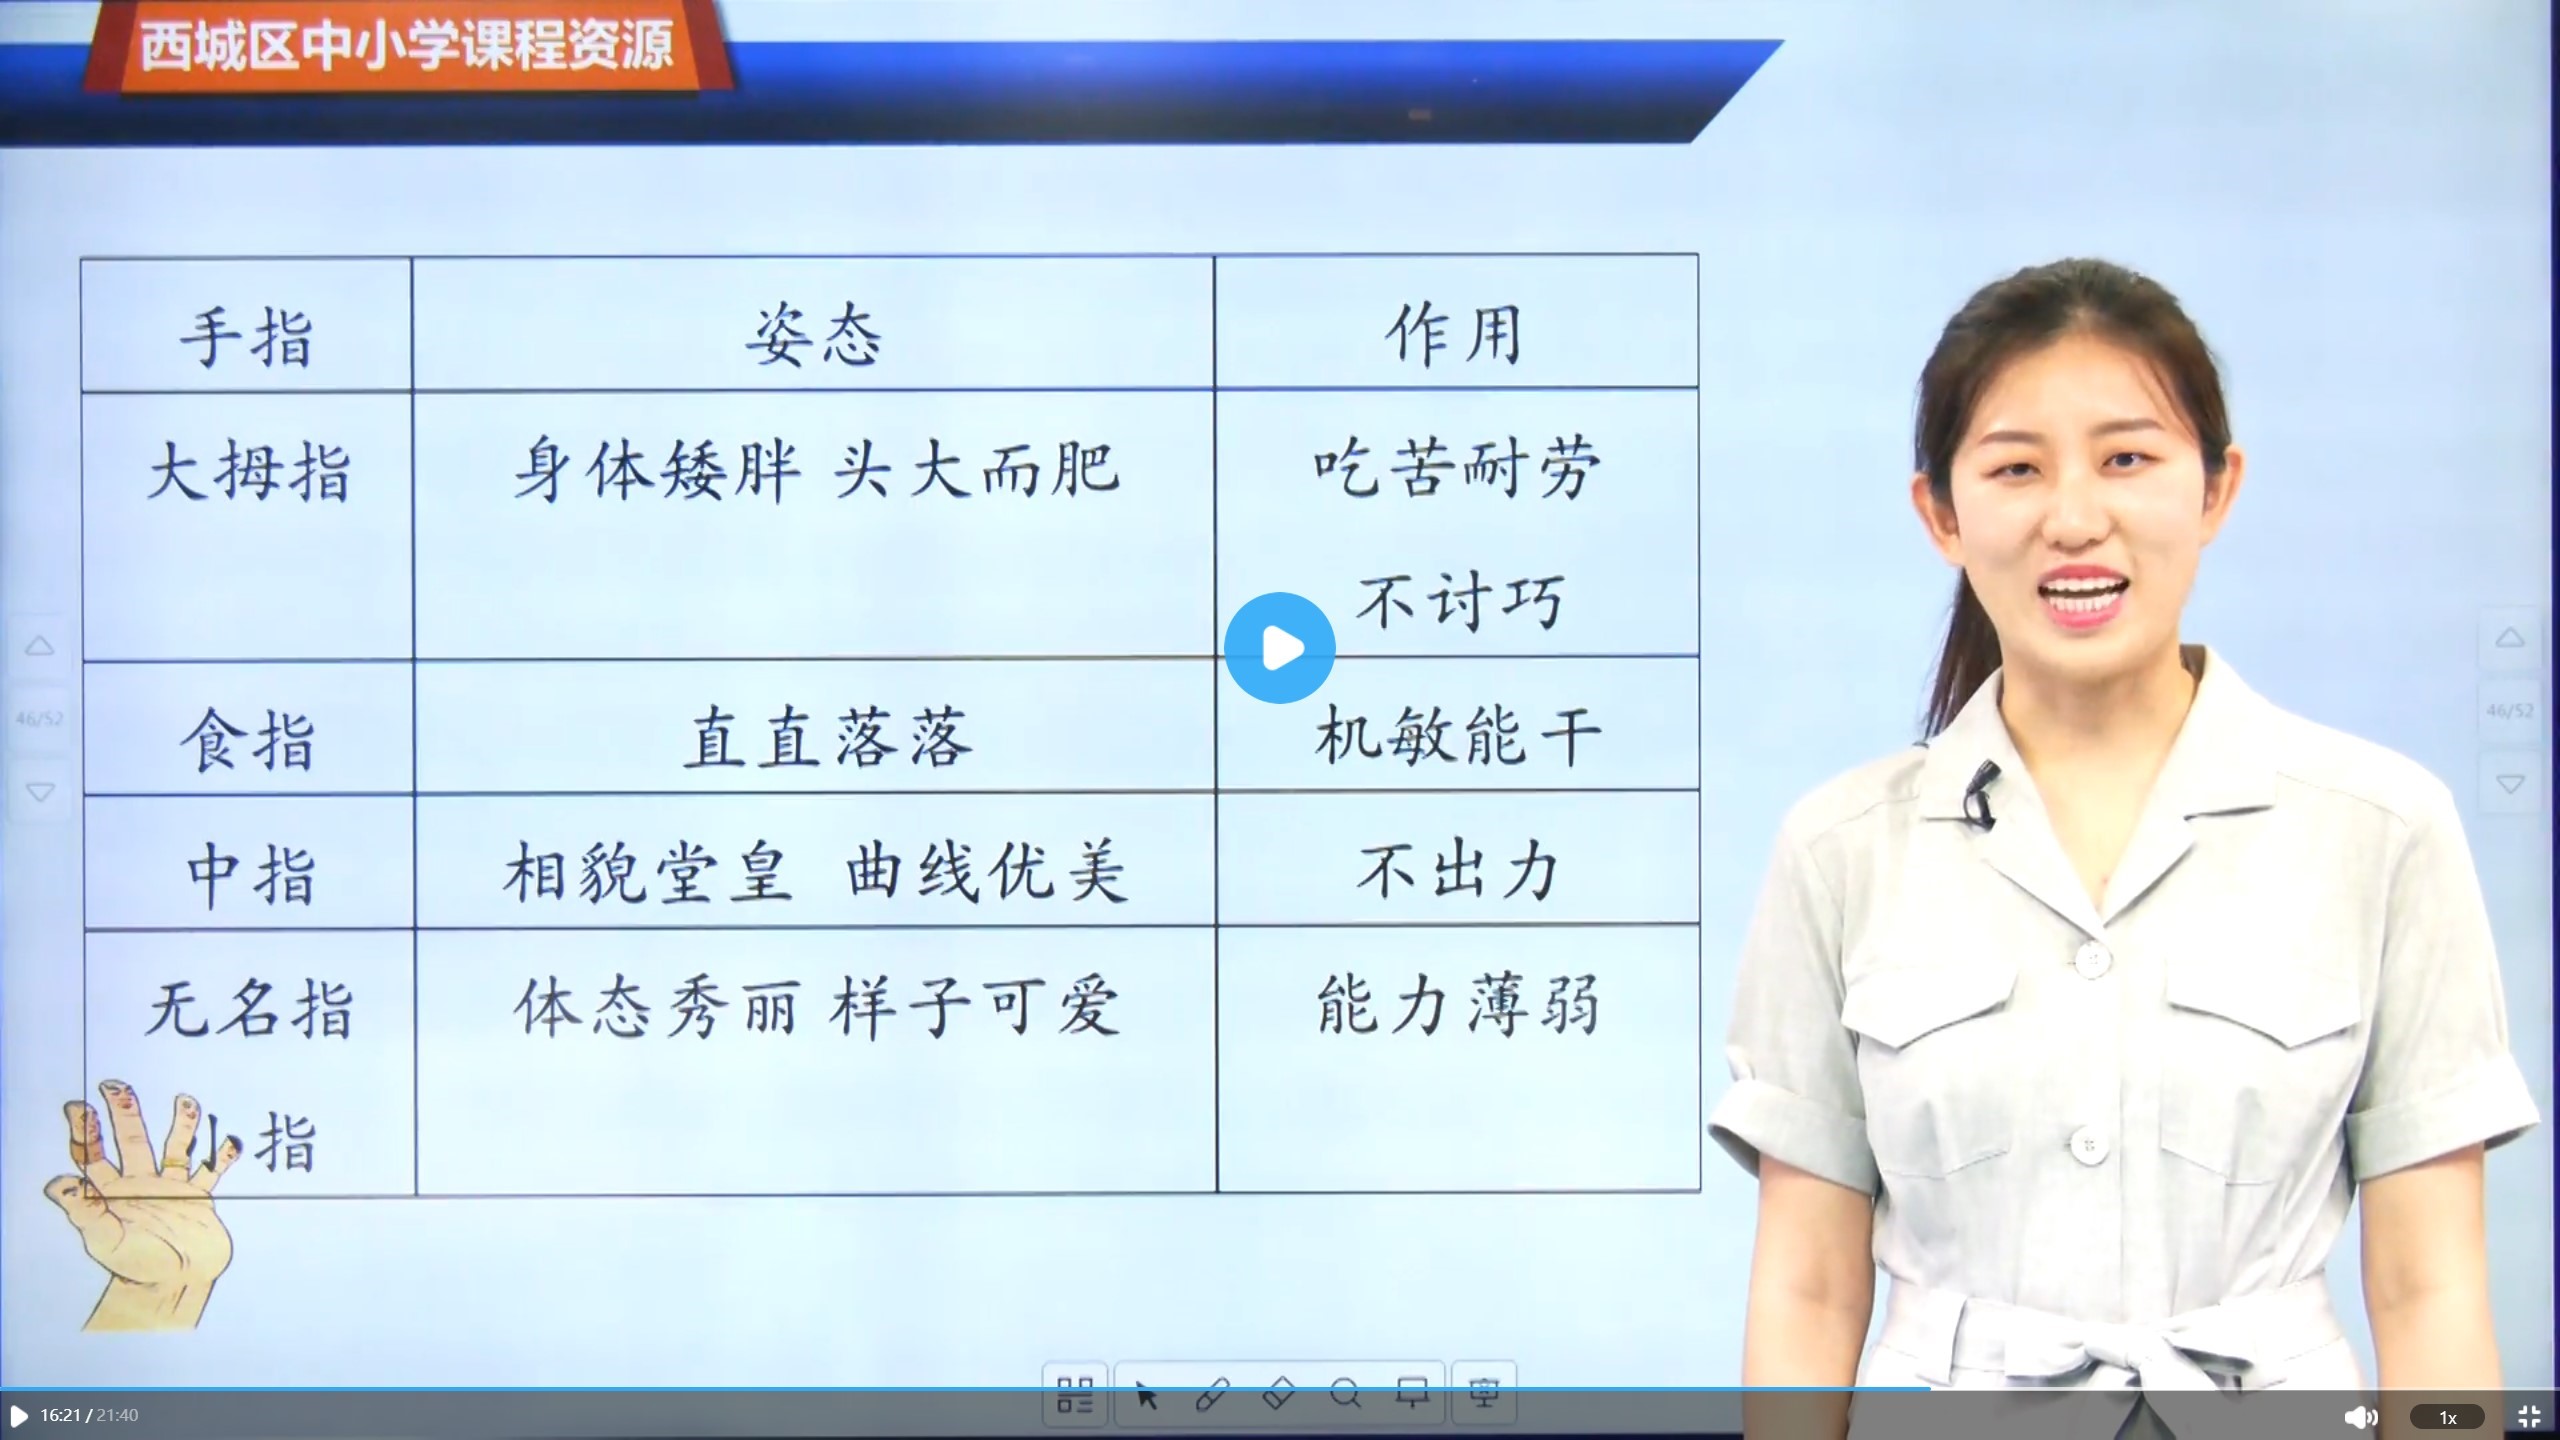 西城区中小学课程资源
手指 姿态 作用
大拇指 身体矮胖 头大而肥 吃苦耐劳
不讨巧
食指 直直落落 机敏能干
中指 相貌堂皇 曲线优美 不出力
无名指 体态秀丽 样子可爱 能力薄弱
小指
46/52
46/52
16:21 / 21:40
1x